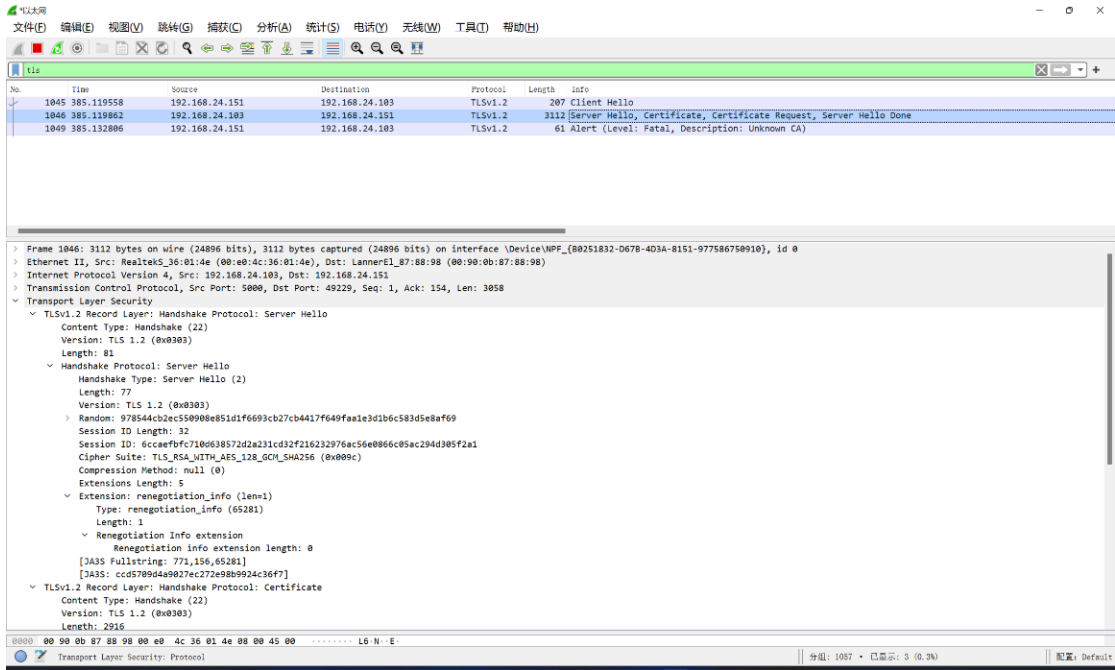 *以太网
文件(F) 编辑(E) 视图(V) 跳转(G) 捕获(C) 分析(A) 统计(S) 电话(Y) 无线(W) 工具(T) 帮助(H)
tls
No. Time Source Destination Protocol Length Info
1045 385.119558 192.168.24.151 192.168.24.103 TLSv1.2 207 Client Hello
1046 385.119862 192.168.24.103 192.168.24.151 TLSv1.2 3112 Server Hello, Certificate, Certificate Request, Server Hello Done
1049 385.132806 192.168.24.151 192.168.24.103 TLSv1.2 61 Alert (Level: Fatal, Description: Unknown CA)
Frame 1046: 3112 bytes on wire (24896 bits), 3112 bytes captured (24896 bits) on interface \Device\NPF_{B0251832-D67B-4D3A-8151-977586750910}, id 0
Ethernet II, Src: RealtekS_36:01:4e (00:e0:4c:36:01:4e), Dst: LannerEl_87:88:98 (00:90:0b:87:88:98)
Internet Protocol Version 4, Src: 192.168.24.103, Dst: 192.168.24.151
Transmission Control Protocol, Src Port: 5000, Dst Port: 49229, Seq: 1, Ack: 154, Len: 3058
Transport Layer Security
TLSv1.2 Record Layer: Handshake Protocol: Server Hello
Content Type: Handshake (22)
Version: TLS 1.2 (0x0303)
Length: 81
Handshake Protocol: Server Hello
Handshake Type: Server Hello (2)
Length: 77
Version: TLS 1.2 (0x0303)
Random: 978544cb2ec550908e851d1f6693cb27cb4417f649faa1e3d1b6c583d5e8af69
Session ID Length: 32
Session ID: 6ccaefbfc710d638572d2a231cd32f216232976ac56e0866c05ac294d305f2a1
Cipher Suite: TLS_RSA_WITH_AES_128_GCM_SHA256 (0x009c)
Compression Method: null (0)
Extensions Length: 5
Extension: renegotiation_info (len=1)
Type: renegotiation_info (65281)
Length: 1
Renegotiation Info extension
Renegotiation info extension length: 0
[JA3S Fullstring: 771,156,65281]
[JA3S: ccd5709d4a9027ec272e98b9924c36f7]
TLSv1.2 Record Layer: Handshake Protocol: Certificate
Content Type: Handshake (22)
Version: TLS 1.2 (0x0303)
Length: 2916
0000 00 90 0b 87 88 98 00 e0 4c 36 01 4e 08 00 45 00 ········ L6·N··E·
Transport Layer Security: Protocol 分组: 1057 · 已显示: 3 (0.3%) 配置: Default